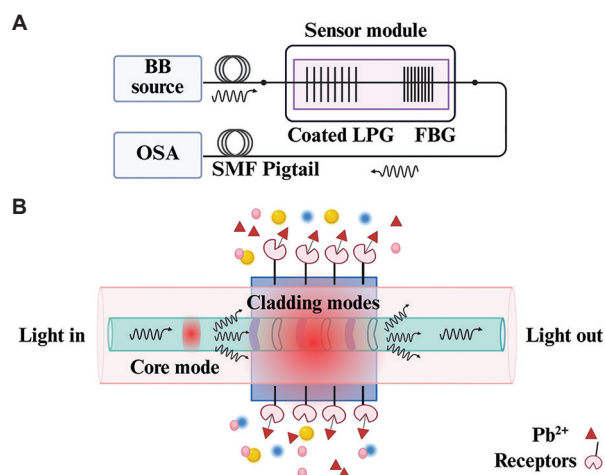 A
Sensor module
BB
source
Coated LPG
FBG
OSA
SMF Pigtail
B
Cladding modes
Light in
Light out
Core mode
Pb²⁺
Receptors